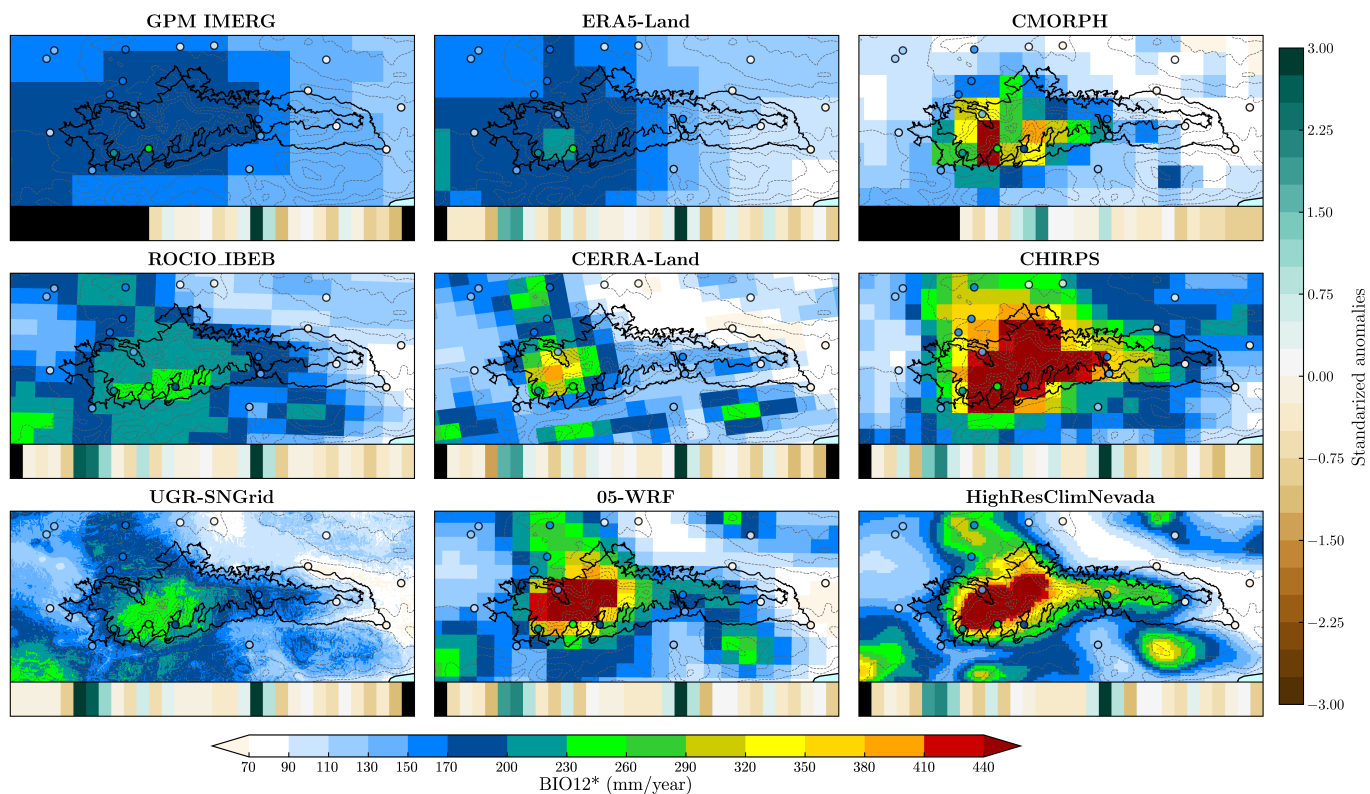 GPM IMERG ERA5-Land CMORPH
ROCIO_IBEB CERRA-Land CHIRPS
UGR-SNGrid 05-WRF HighResClimNevada
3.00
2.25
1.50
0.75
0.00
−0.75
−1.50
−2.25
−3.00
Standarized anomalies
70 90 110 130 150 170 200 230 260 290 320 350 380 410 440
BIO12* (mm/year)